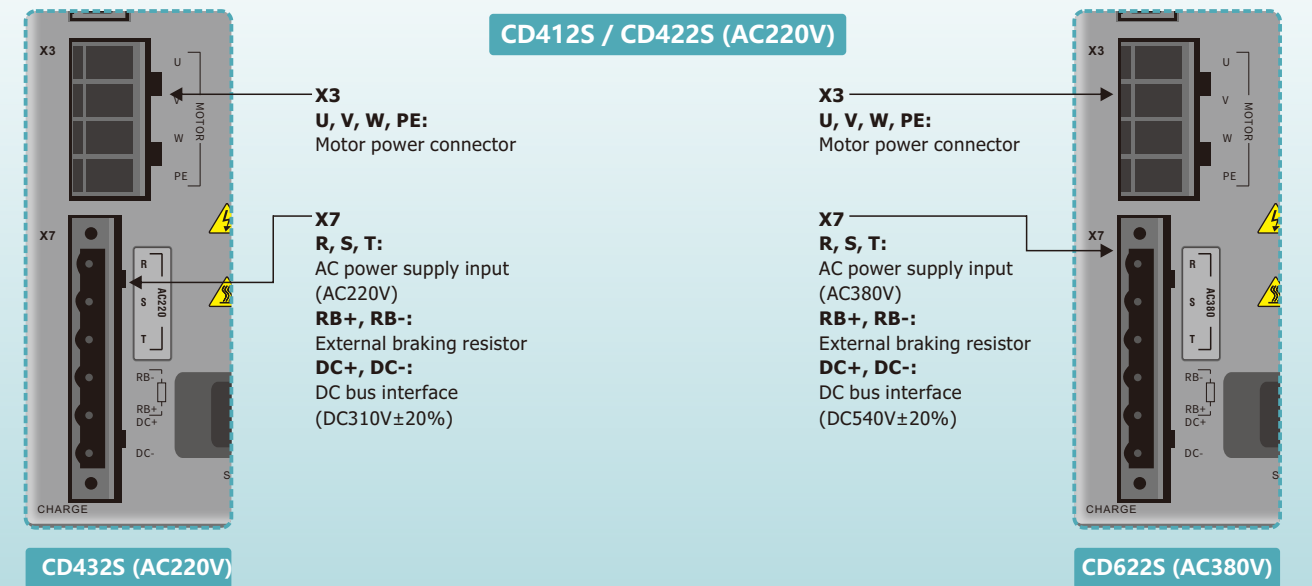 CD412S / CD422S (AC220V)
X3
U
V
W
PE
MOTOR
X7
R
S
T
AC220
RB-
RB+
DC+
DC-
S
CHARGE
CD432S (AC220V)
X3
U, V, W, PE:
Motor power connector
X7
R, S, T:
AC power supply input
(AC220V)
RB+, RB-:
External braking resistor
DC+, DC-:
DC bus interface
(DC310V±20%)
X3
U, V, W, PE:
Motor power connector
X7
R, S, T:
AC power supply input
(AC380V)
RB+, RB-:
External braking resistor
DC+, DC-:
DC bus interface
(DC540V±20%)
X3
U
V
W
PE
MOTOR
X7
R
S
T
AC380
RB-
RB+
DC+
DC-
S
CHARGE
CD622S (AC380V)